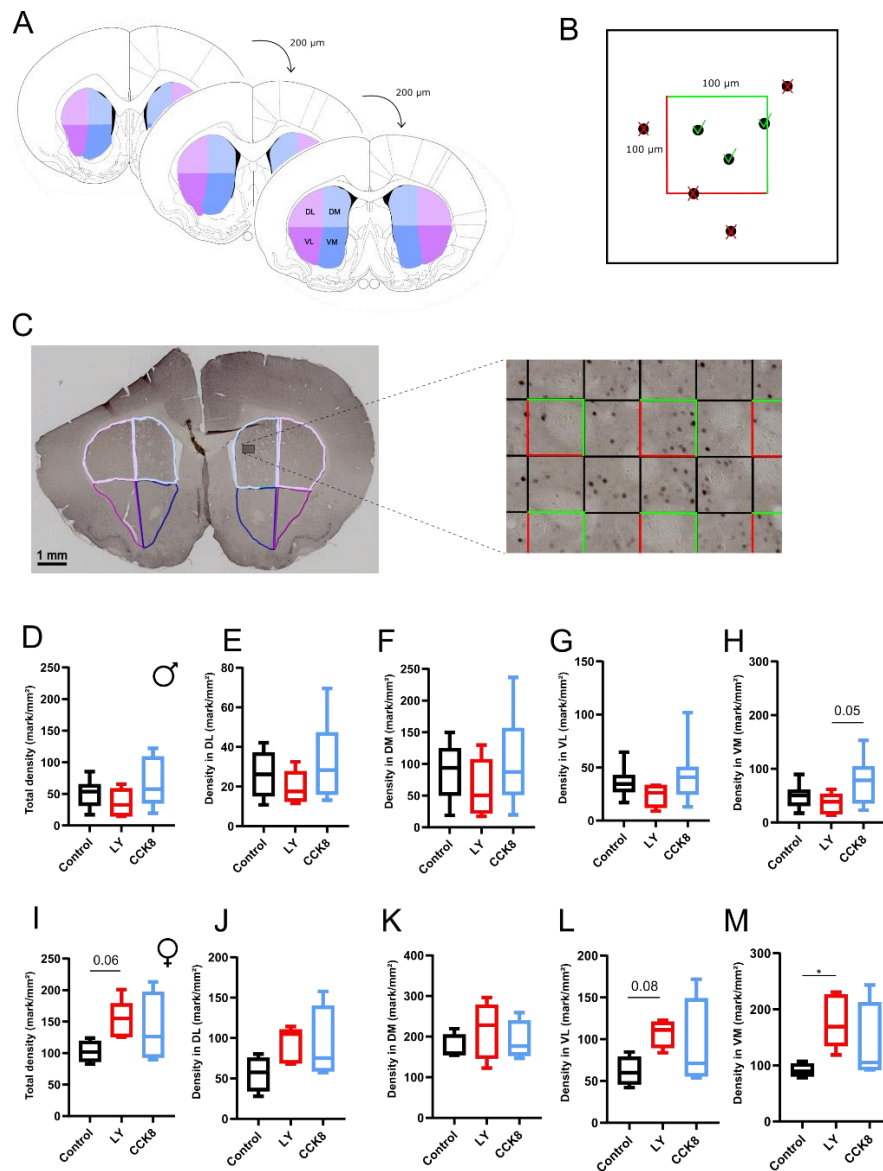 A
200 µm
200 µm
DL DM
VL VM
B
100 µm
100 µm
C
1 mm
D
♂
Total density (mark/mm²)
250
200
150
100
50
0
Control
LY
CCK8
E
Density in DL (mark/mm²)
80
60
40
20
0
Control
LY
CCK8
F
Density in DM (mark/mm²)
250
200
150
100
50
0
Control
LY
CCK8
G
Density in VL (mark/mm²)
150
100
50
0
Control
LY
CCK8
H
Density in VM (mark/mm²)
300
200
100
0
0.05
Control
LY
CCK8
I
♀
Total density (mark/mm²)
250
200
150
100
50
0
0.06
Control
LY
CCK8
J
Density in DL (mark/mm²)
200
150
100
50
0
Control
LY
CCK8
K
Density in DM (mark/mm²)
400
300
200
100
0
Control
LY
CCK8
L
Density in VL (mark/mm²)
200
150
100
50
0
0.08
Control
LY
CCK8
M
Density in VM (mark/mm²)
300
200
100
0
*
Control
LY
CCK8